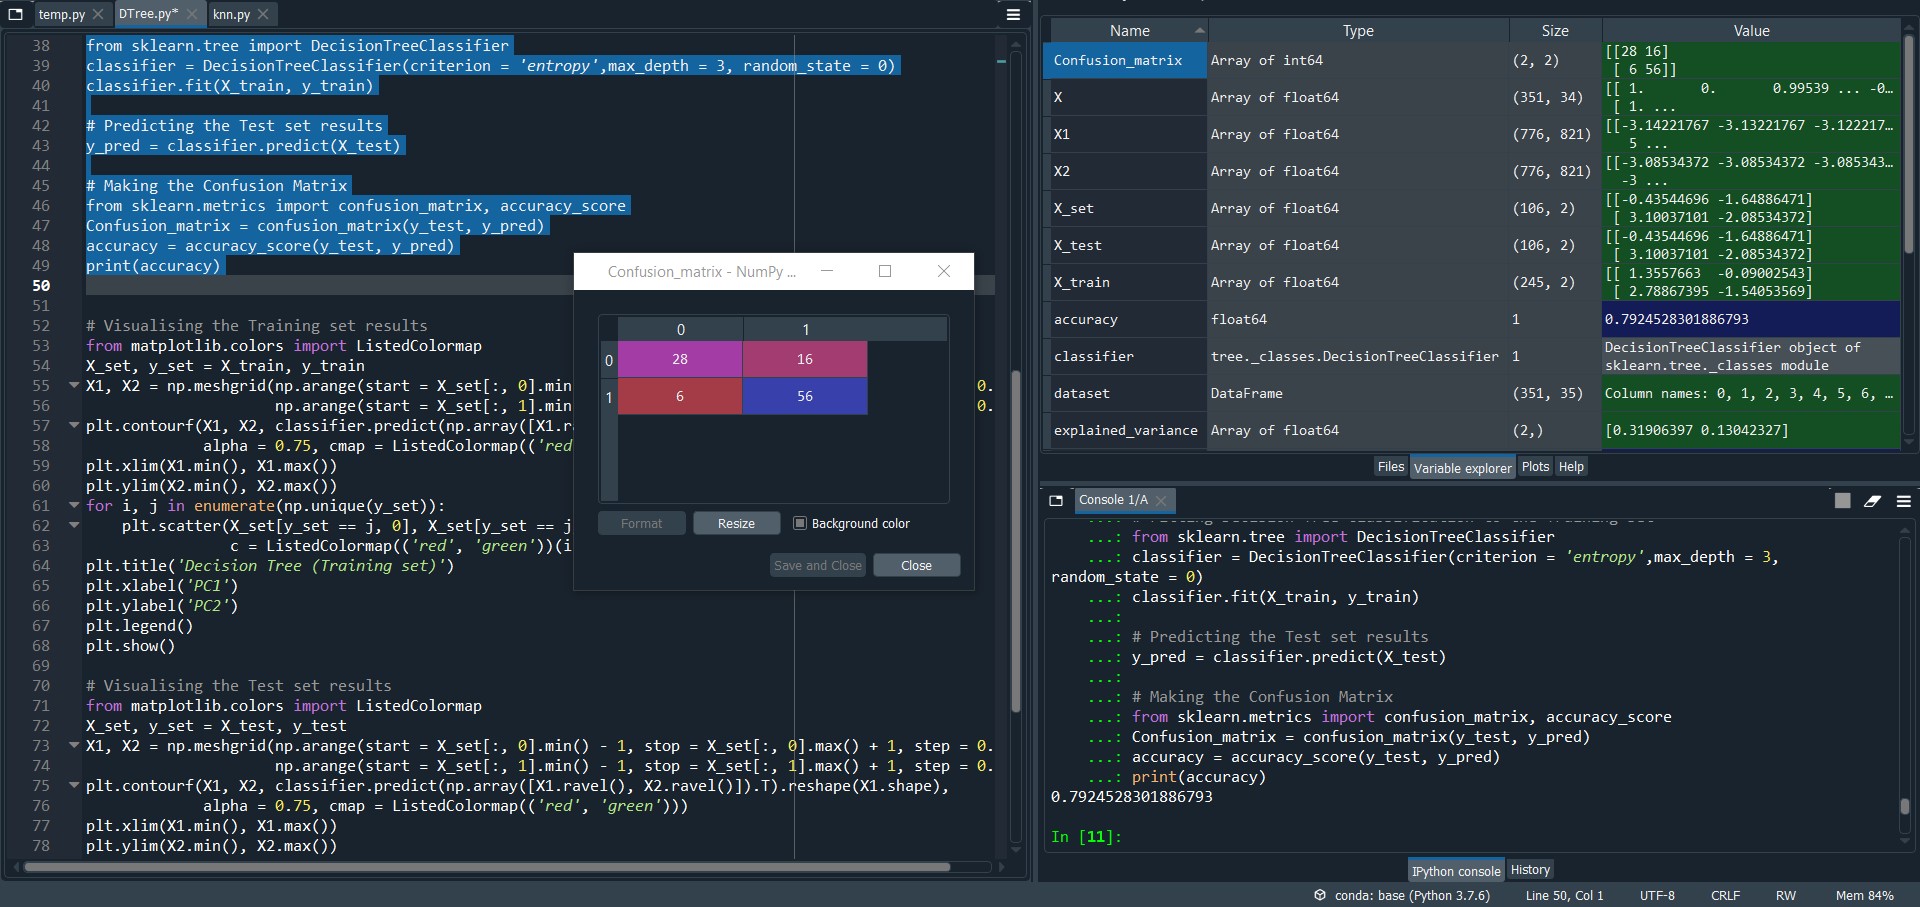 temp.py
DTree.py*
knn.py
38 from sklearn.tree import DecisionTreeClassifier
39 classifier = DecisionTreeClassifier(criterion = 'entropy',max_depth = 3, random_state = 0)
40 classifier.fit(X_train, y_train)
41
42 # Predicting the Test set results
43 y_pred = classifier.predict(X_test)
44
45 # Making the Confusion Matrix
46 from sklearn.metrics import confusion_matrix, accuracy_score
47 Confusion_matrix = confusion_matrix(y_test, y_pred)
48 accuracy = accuracy_score(y_test, y_pred)
49 print(accuracy)
50
51
52 # Visualising the Training set results
53 from matplotlib.colors import ListedColormap
54 X_set, y_set = X_train, y_train
55 X1, X2 = np.meshgrid(np.arange(start = X_set[:, 0].min 0.
56 np.arange(start = X_set[:, 1].min 0.
57 plt.contourf(X1, X2, classifier.predict(np.array([X1.r
58 alpha = 0.75, cmap = ListedColormap(('red
59 plt.xlim(X1.min(), X1.max())
60 plt.ylim(X2.min(), X2.max())
61 for i, j in enumerate(np.unique(y_set)):
62 plt.scatter(X_set[y_set == j, 0], X_set[y_set == j
63 c = ListedColormap(('red', 'green'))(i
64 plt.title('Decision Tree (Training set)')
65 plt.xlabel('PC1')
66 plt.ylabel('PC2')
67 plt.legend()
68 plt.show()
69
70 # Visualising the Test set results
71 from matplotlib.colors import ListedColormap
72 X_set, y_set = X_test, y_test
73 X1, X2 = np.meshgrid(np.arange(start = X_set[:, 0].min() - 1, stop = X_set[:, 0].max() + 1, step = 0.
74 np.arange(start = X_set[:, 1].min() - 1, stop = X_set[:, 1].max() + 1, step = 0.
75 plt.contourf(X1, X2, classifier.predict(np.array([X1.ravel(), X2.ravel()]).T).reshape(X1.shape),
76 alpha = 0.75, cmap = ListedColormap(('red', 'green')))
77 plt.xlim(X1.min(), X1.max())
78 plt.ylim(X2.min(), X2.max())
Confusion_matrix - NumPy ...
0 1
0 28 16
1 6 56
Format Resize Background color
Save and Close Close
Name Type Size Value
Confusion_matrix Array of int64 (2, 2) [[28 16]
[ 6 56]]
X Array of float64 (351, 34) [[ 1. 0. 0.99539 ... -0…
[ 1. ...
X1 Array of float64 (776, 821) [[-3.14221767 -3.13221767 -3.122217…
5 ...
X2 Array of float64 (776, 821) [[-3.08534372 -3.08534372 -3.085343…
-3 ...
X_set Array of float64 (106, 2) [[-0.43544696 -1.64886471]
[ 3.10037101 -2.08534372]
X_test Array of float64 (106, 2) [[-0.43544696 -1.64886471]
[ 3.10037101 -2.08534372]
X_train Array of float64 (245, 2) [[ 1.3557663 -0.09002543]
[ 2.78867395 -1.54053569]
accuracy float64 1 0.7924528301886793
classifier tree._classes.DecisionTreeClassifier 1 DecisionTreeClassifier object of
sklearn.tree._classes module
dataset DataFrame (351, 35) Column names: 0, 1, 2, 3, 4, 5, 6, …
explained_variance Array of float64 (2,) [0.31906397 0.13042327]
Files Variable explorer Plots Help
Console 1/A
...: from sklearn.tree import DecisionTreeClassifier
...: classifier = DecisionTreeClassifier(criterion = 'entropy',max_depth = 3,
random_state = 0)
...: classifier.fit(X_train, y_train)
...:
...: # Predicting the Test set results
...: y_pred = classifier.predict(X_test)
...:
...: # Making the Confusion Matrix
...: from sklearn.metrics import confusion_matrix, accuracy_score
...: Confusion_matrix = confusion_matrix(y_test, y_pred)
...: accuracy = accuracy_score(y_test, y_pred)
...: print(accuracy)
0.7924528301886793
In [11]:
IPython console History
conda: base (Python 3.7.6) Line 50, Col 1 UTF-8 CRLF RW Mem 84%